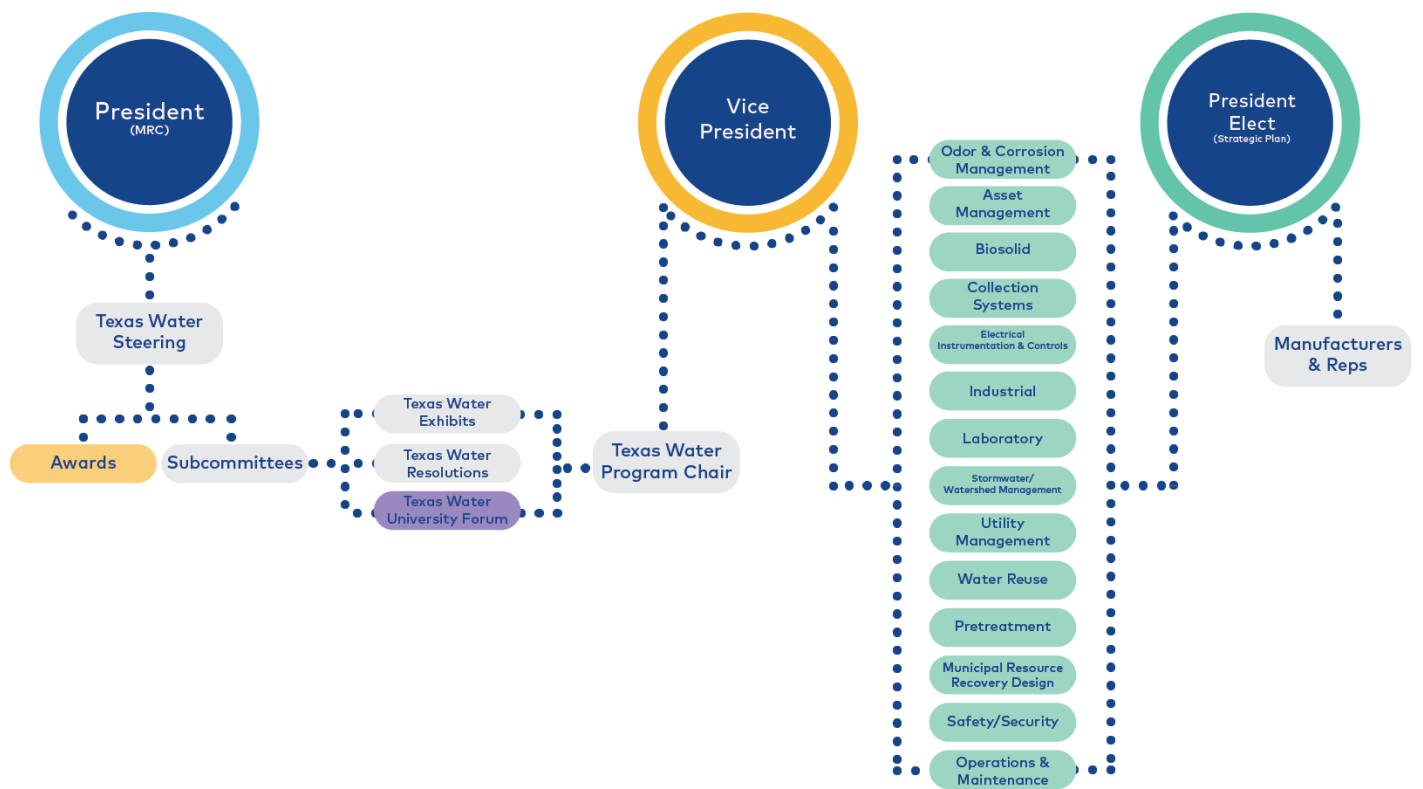 President
(MRC)
Texas Water
Steering
Awards
Subcommittees
Texas Water
Exhibits
Texas Water
Resolutions
Texas Water
University Forum
Texas Water
Program Chair
Vice
President
Odor & Corrosion
Management
Asset
Management
Biosolid
Collection
Systems
Electrical
Instrumentation & Controls
Industrial
Laboratory
Stormwater/
Watershed Management
Utility
Management
Water Reuse
Pretreatment
Municipal Resource
Recovery Design
Safety/Security
Operations &
Maintenance
President
Elect
(Strategic Plan)
Manufacturers
& Reps